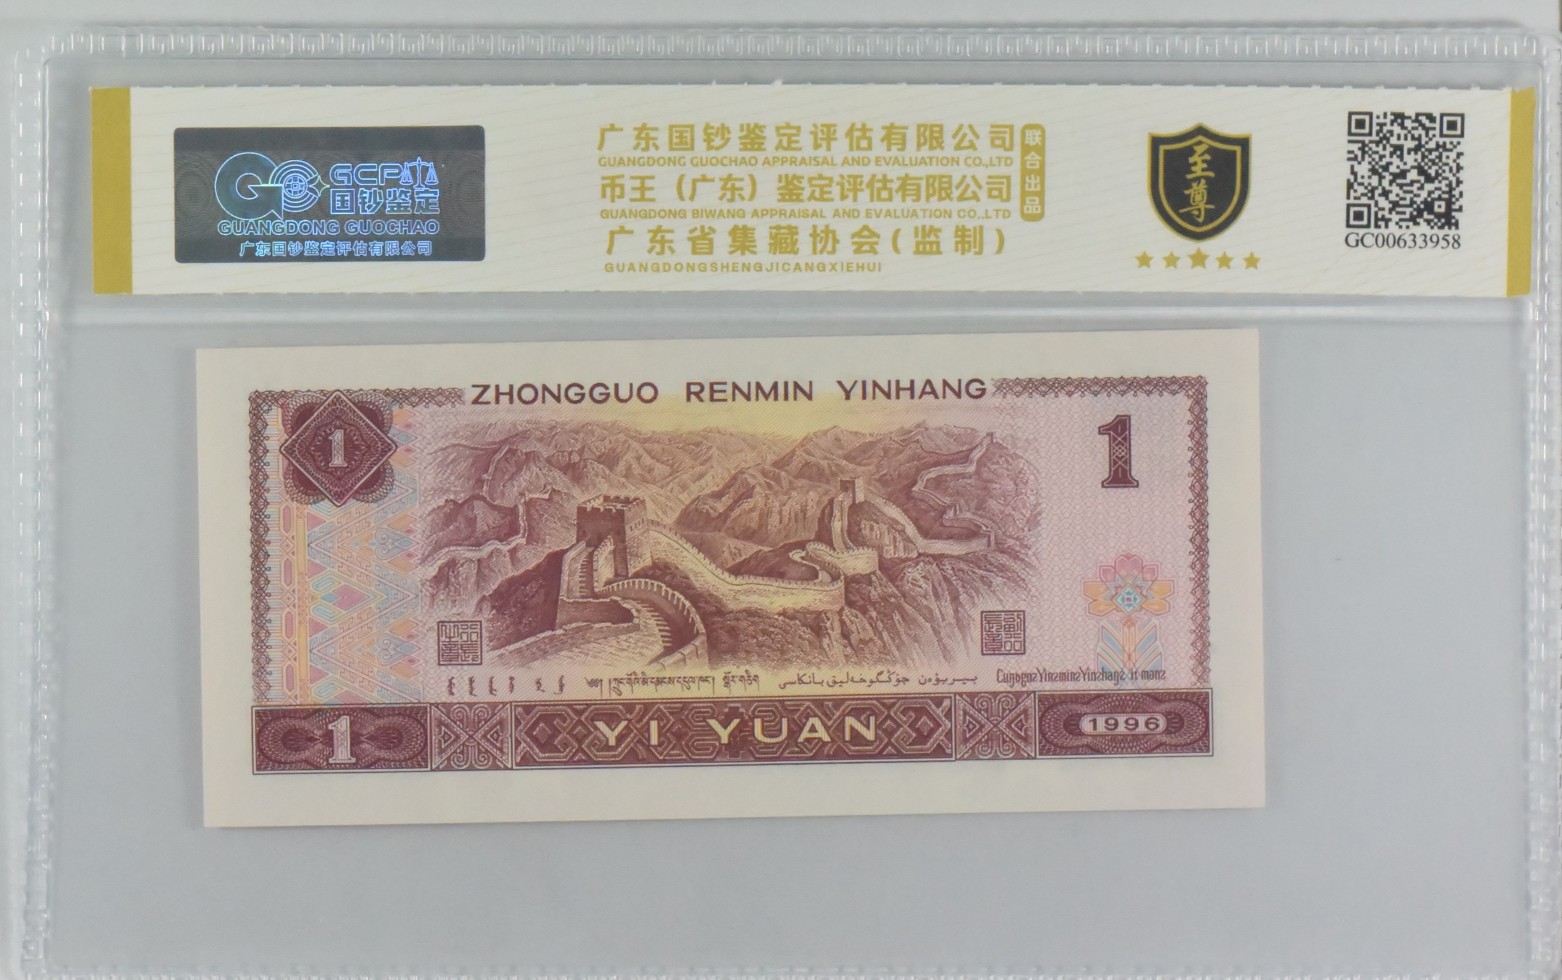 GCP
国钞鉴定
GUANGDONG GUOCHAO
广东国钞鉴定评估有限公司
广东国钞鉴定评估有限公司
GUANGDONG GUOCHAO APPRAISAL AND EVALUATION CO.,LTD
币王（广东）鉴定评估有限公司
GUANGDONG BIWANG APPRAISAL AND EVALUATION CO.,LTD
广东省集藏协会(监制)
GUANGDONGSHENGJICANGXIEHUI
联合出品
至尊
GC00633958
ZHONGGUO RENMIN YINHANG
1
1
1
YI YUAN
1996